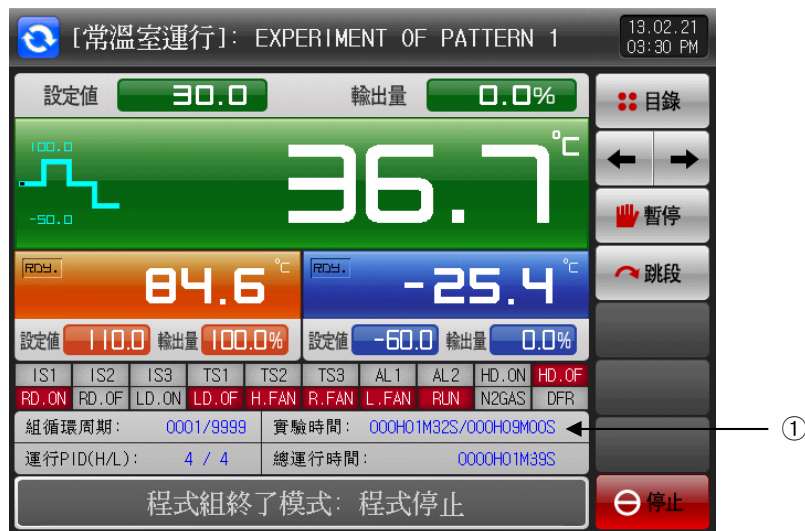 [常溫室運行]: EXPERIMENT OF PATTERN 1
13.02.21
03:30 PM
設定値 30.0 輸出量 0.0%
目錄
100.0
-50.0
36.7 °C
暫停
跳段
RDY. 84.6 °C
RDY. -25.4 °C
設定値 110.0 輸出量 100.0% 設定値 -60.0 輸出量 0.0%
IS1 IS2 IS3 TS1 TS2 TS3 AL1 AL2 HD.ON HD.OF
RD.ON RD.OF LD.ON LD.OF H.FAN R.FAN L.FAN RUN N2GAS DFR
組循環周期: 0001/9999 實驗時間: 000H01M32S/000H09M00S
①
運行PID(H/L): 4 / 4 總運行時間: 0000H01M39S
程式組終了模式: 程式停止
停止